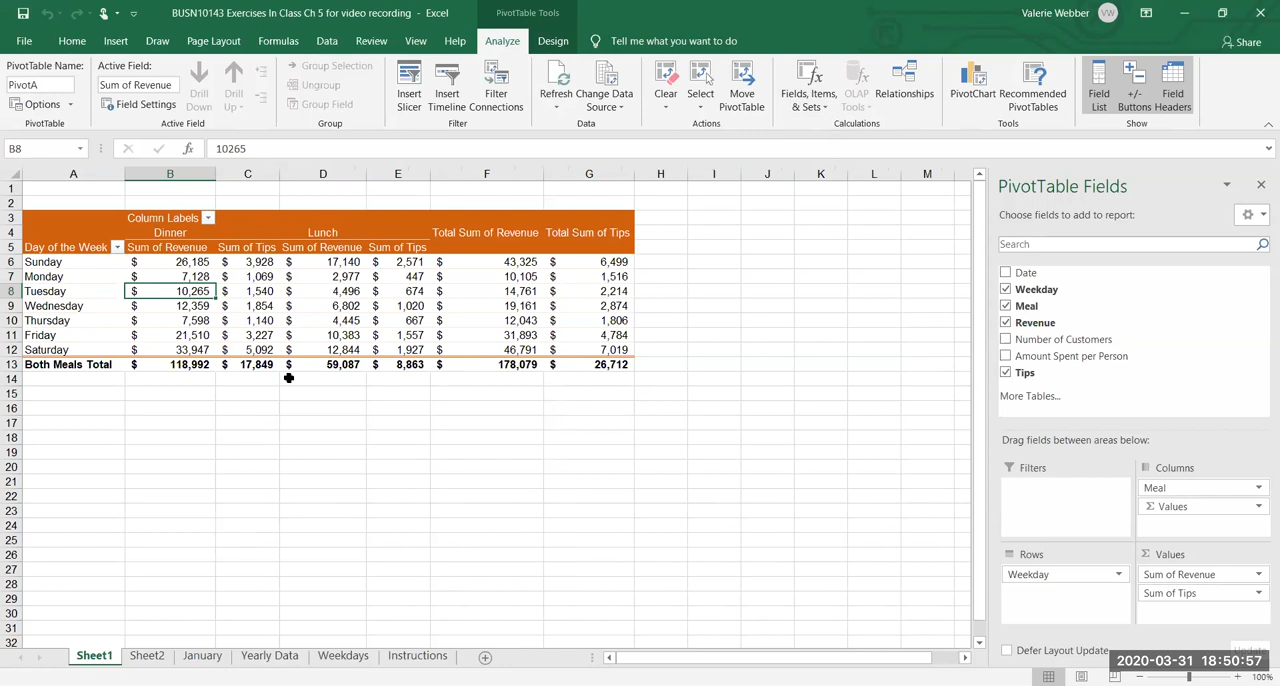 BUSN10143 Exercises In Class Ch 5 for video recording - Excel
PivotTable Tools
Valerie Webber VW
File Home Insert Draw Page Layout Formulas Data Review View Help Analyze Design Tell me what you want to do Share
PivotTable Name:
PivotA
Options
PivotTable
Active Field:
Sum of Revenue
Field Settings
Drill Down
Drill Up
Active Field
Group Selection
Ungroup
Group Field
Group
Insert Slicer
Insert Timeline
Filter Connections
Filter
Refresh
Change Data Source
Data
Clear
Select
Move PivotTable
Actions
Fields, Items, & Sets
OLAP Tools
Relationships
Calculations
PivotChart
Recommended PivotTables
Tools
Field List
+/- Buttons
Field Headers
Show
B8 fx 10265
A B C D E F G H I J K L M
1
2
3 Column Labels
4 Dinner Lunch Total Sum of Revenue Total Sum of Tips
5 Day of the Week Sum of Revenue Sum of Tips Sum of Revenue Sum of Tips
6 Sunday $ 26,185 $ 3,928 $ 17,140 $ 2,571 $ 43,325 $ 6,499
7 Monday $ 7,128 $ 1,069 $ 2,977 $ 447 $ 10,105 $ 1,516
8 Tuesday $ 10,265 $ 1,540 $ 4,496 $ 674 $ 14,761 $ 2,214
9 Wednesday $ 12,359 $ 1,854 $ 6,802 $ 1,020 $ 19,161 $ 2,874
10 Thursday $ 7,598 $ 1,140 $ 4,445 $ 667 $ 12,043 $ 1,806
11 Friday $ 21,510 $ 3,227 $ 10,383 $ 1,557 $ 31,893 $ 4,784
12 Saturday $ 33,947 $ 5,092 $ 12,844 $ 1,927 $ 46,791 $ 7,019
13 Both Meals Total $ 118,992 $ 17,849 $ 59,087 $ 8,863 $ 178,079 $ 26,712
14
15
16
17
18
19
20
21
22
23
24
25
26
27
28
29
30
31
32
Sheet1 Sheet2 January Yearly Data Weekdays Instructions
PivotTable Fields
Choose fields to add to report:
Search
Date
Weekday
Meal
Revenue
Number of Customers
Amount Spent per Person
Tips
More Tables...
Drag fields between areas below:
Filters
Columns
Meal
Σ Values
Rows
Weekday
Σ Values
Sum of Revenue
Sum of Tips
Defer Layout Update
2020-03-31 18:50:57
100%